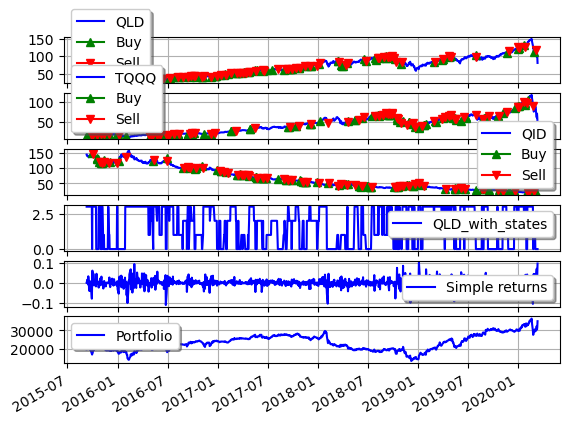 QLD
Buy
Sell
150
100
50
TQQQ
Buy
Sell
100
50
QID
Buy
Sell
150
100
50
QLD_with_states
2.5
0.0
Simple returns
0.1
0.0
−0.1
Portfolio
30000
20000
2015-07
2016-01
2016-07
2017-01
2017-07
2018-01
2018-07
2019-01
2019-07
2020-01